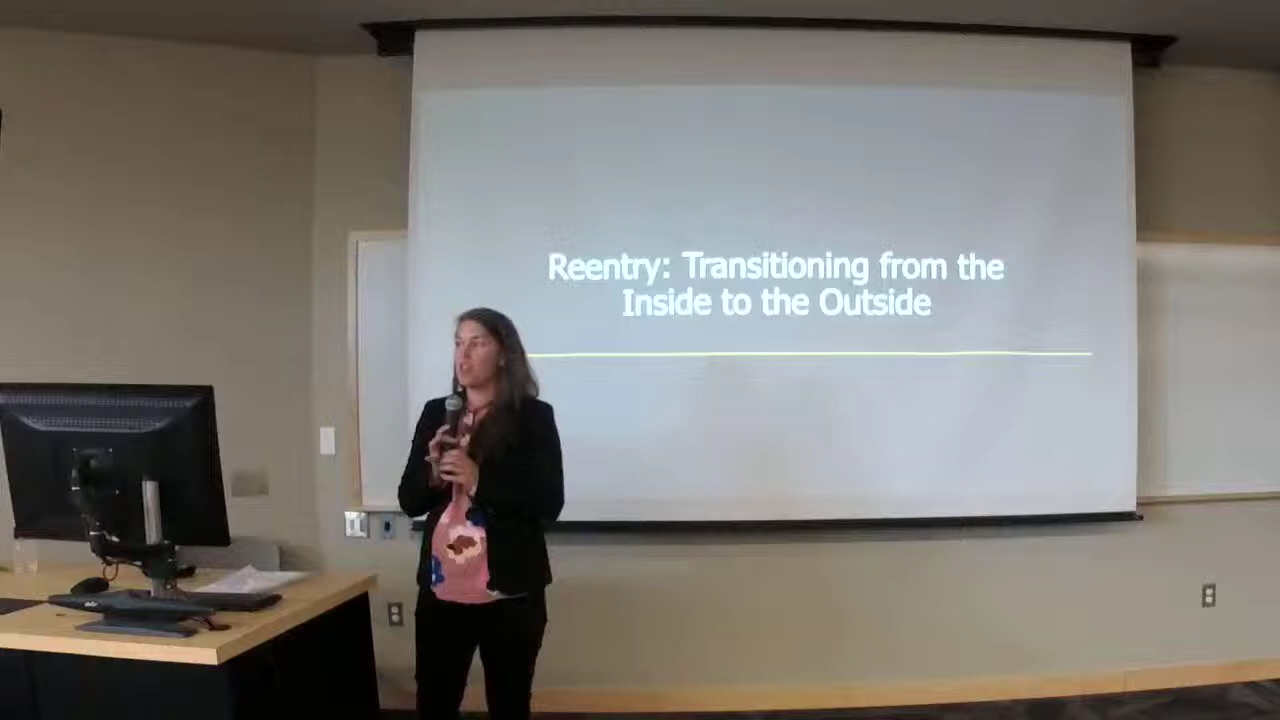 Reentry: Transitioning from the
Inside to the Outside